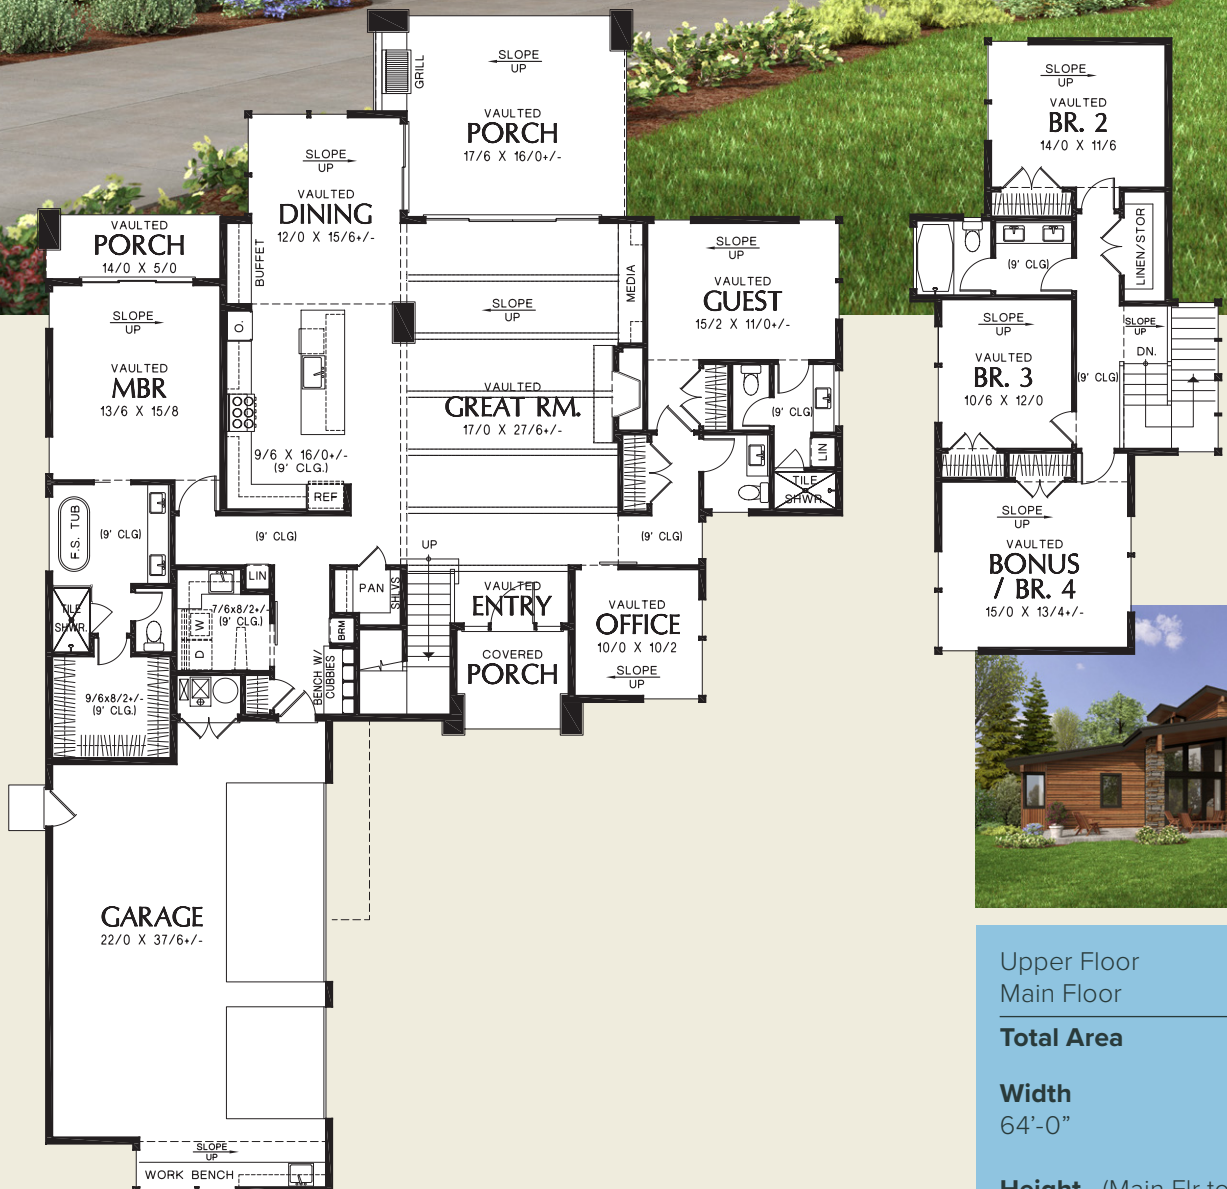 GRILL
SLOPE
UP
VAULTED
PORCH
17/6 X 16/0+/-
SLOPE
UP
VAULTED
DINING
12/0 X 15/6+/-
BUFFET
VAULTED
PORCH
14/0 X 5/0
SLOPE
UP
VAULTED
MBR
13/6 X 15/8
SLOPE
UP
VAULTED
GREAT RM.
17/0 X 27/6+/-
MEDIA
SLOPE
UP
VAULTED
GUEST
15/2 X 11/0+/-
(9' CLG)
LIN
TILE
SHWR
9/6 X 16/0+/-
(9' CLG.)
REF
F.S. TUB
(9' CLG)
(9' CLG)
UP
(9' CLG)
LIN
PAN
SHLVS
VAULTED
ENTRY
VAULTED
OFFICE
10/0 X 10/2
SLOPE
UP
TILE
SHWR.
W
D
7/6x8/2+/-
(9' CLG.)
BRM
BENCH W/
CUBBIES
COVERED
PORCH
9/6x8/2+/-
(9' CLG.)
GARAGE
22/0 X 37/6+/-
SLOPE
UP
WORK BENCH
SLOPE
UP
VAULTED
BR. 2
14/0 X 11/6
LINEN/STOR
(9' CLG)
SLOPE
UP
VAULTED
BR. 3
10/6 X 12/0
(9' CLG)
SLOPE
UP
DN.
SLOPE
UP
VAULTED
BONUS
/ BR. 4
15/0 X 13/4+/-
Upper Floor
Main Floor
Total Area
Width
64'-0"
Height (Main Flr to